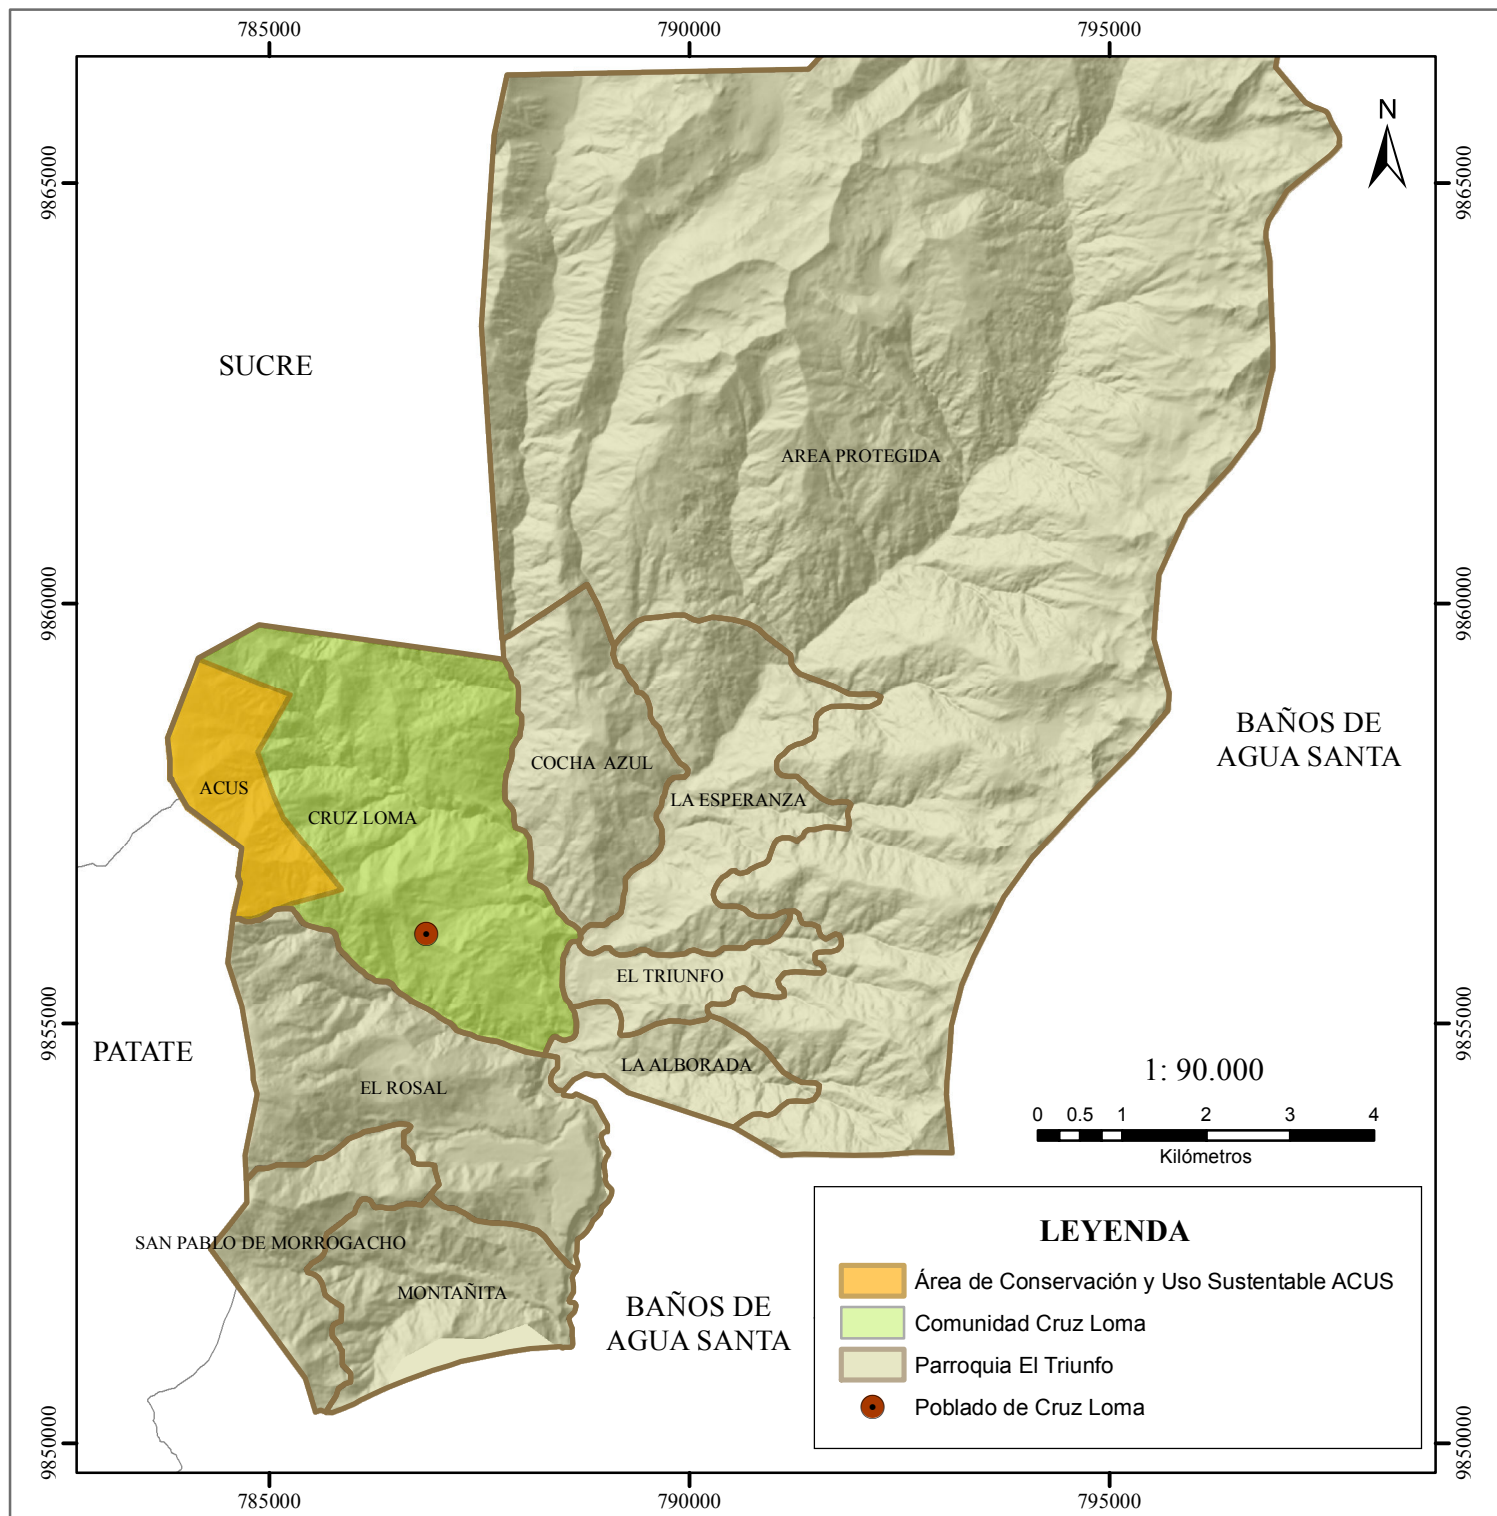 785000
790000
795000
N
9865000
9865000
SUCRE
AREA PROTEGIDA
9860000
9860000
BAÑOS DE
AGUA SANTA
COCHA AZUL
ACUS
LA ESPERANZA
CRUZ LOMA
EL TRIUNFO
9855000
9855000
PATATE
LA ALBORADA
1: 90.000
EL ROSAL
0 0.5 1 2 3 4
Kilómetros
SAN PABLO DE MORROGACHO
MONTAÑITA
BAÑOS DE
AGUA SANTA
LEYENDA
Área de Conservación y Uso Sustentable ACUS
Comunidad Cruz Loma
Parroquia El Triunfo
Poblado de Cruz Loma
9850000
9850000
785000
790000
795000